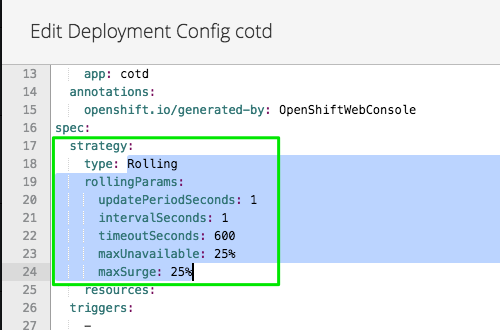 Edit Deployment Config cotd
13 app: cotd
14 annotations:
15 openshift.io/generated-by: OpenShiftWebConsole
16 spec:
17 strategy:
18 type: Rolling
19 rollingParams:
20 updatePeriodSeconds: 1
21 intervalSeconds: 1
22 timeoutSeconds: 600
23 maxUnavailable: 25%
24 maxSurge: 25%
25 resources:
26 triggers:
27 -